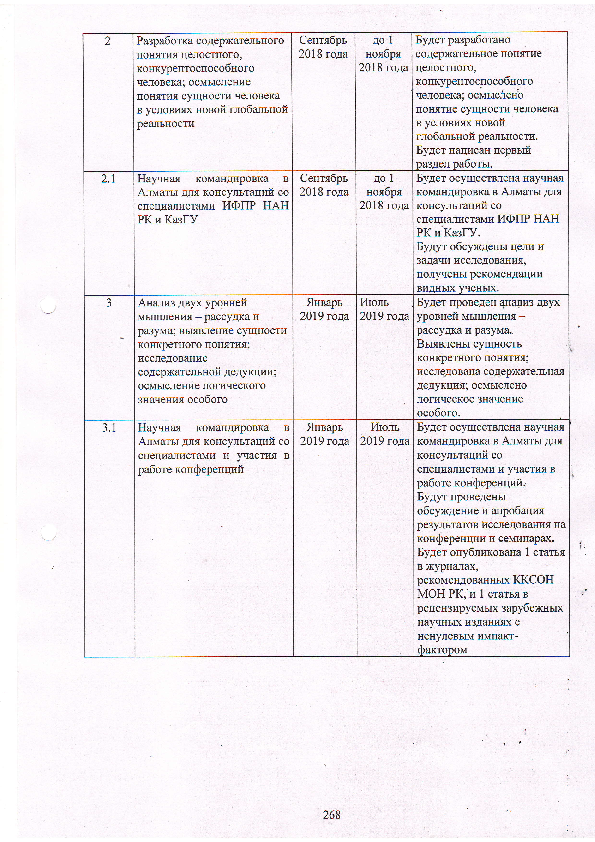 2
Разработка содержательного
понятия целостного,
конкурентоспособного
человека; осмысление
понятия сущности человека
в условиях новой глобальной
реальности
Сентябрь
2018 года
до 1
ноября
2018 года
Будет разработано
содержательное понятие
целостного,
конкурентоспособного
человека; осмыслено
понятие сущности человека
в условиях новой
глобальной реальности.
Будет написан первый
раздел работы.
2.1
Научная командировка в
Алматы для консультаций со
специалистами ИФПР НАН
РК и КазГУ
Сентябрь
2018 года
до 1
ноября
2018 года
Будет осуществлена научная
командировка в Алматы для
консультаций со
специалистами ИФПР НАН
РК и КазГУ.
Будут обсуждены цели и
задачи исследования,
получены рекомендации
видных ученых.
3
Анализ двух уровней
мышления – рассудка и
разума; выявление сущности
конкретного понятия;
исследование
содержательной дедукции;
осмысление логического
значения особого
Январь
2019 года
Июль
2019 года
Будет проведен анализ двух
уровней мышления –
рассудка и разума.
Выявлены сущность
конкретного понятия;
исследована содержательная
дедукция; осмыслено
логическое значение
особого.
3.1
Научная командировка в
Алматы для консультаций со
специалистами и участия в
работе конференций
Январь
2019 года
Июль
2019 года
Будет осуществлена научная
командировка в Алматы для
консультаций со
специалистами и участия в
работе конференций.
Будут проведены
обсуждение и апробация
результатов исследования на
конференции и семинарах.
Будет опубликована 1 статья
в журналах,
рекомендованных ККСОН
МОН РК, и 1 статья в
рецензируемых зарубежных
научных изданиях с
ненулевым импакт-
фактором
268